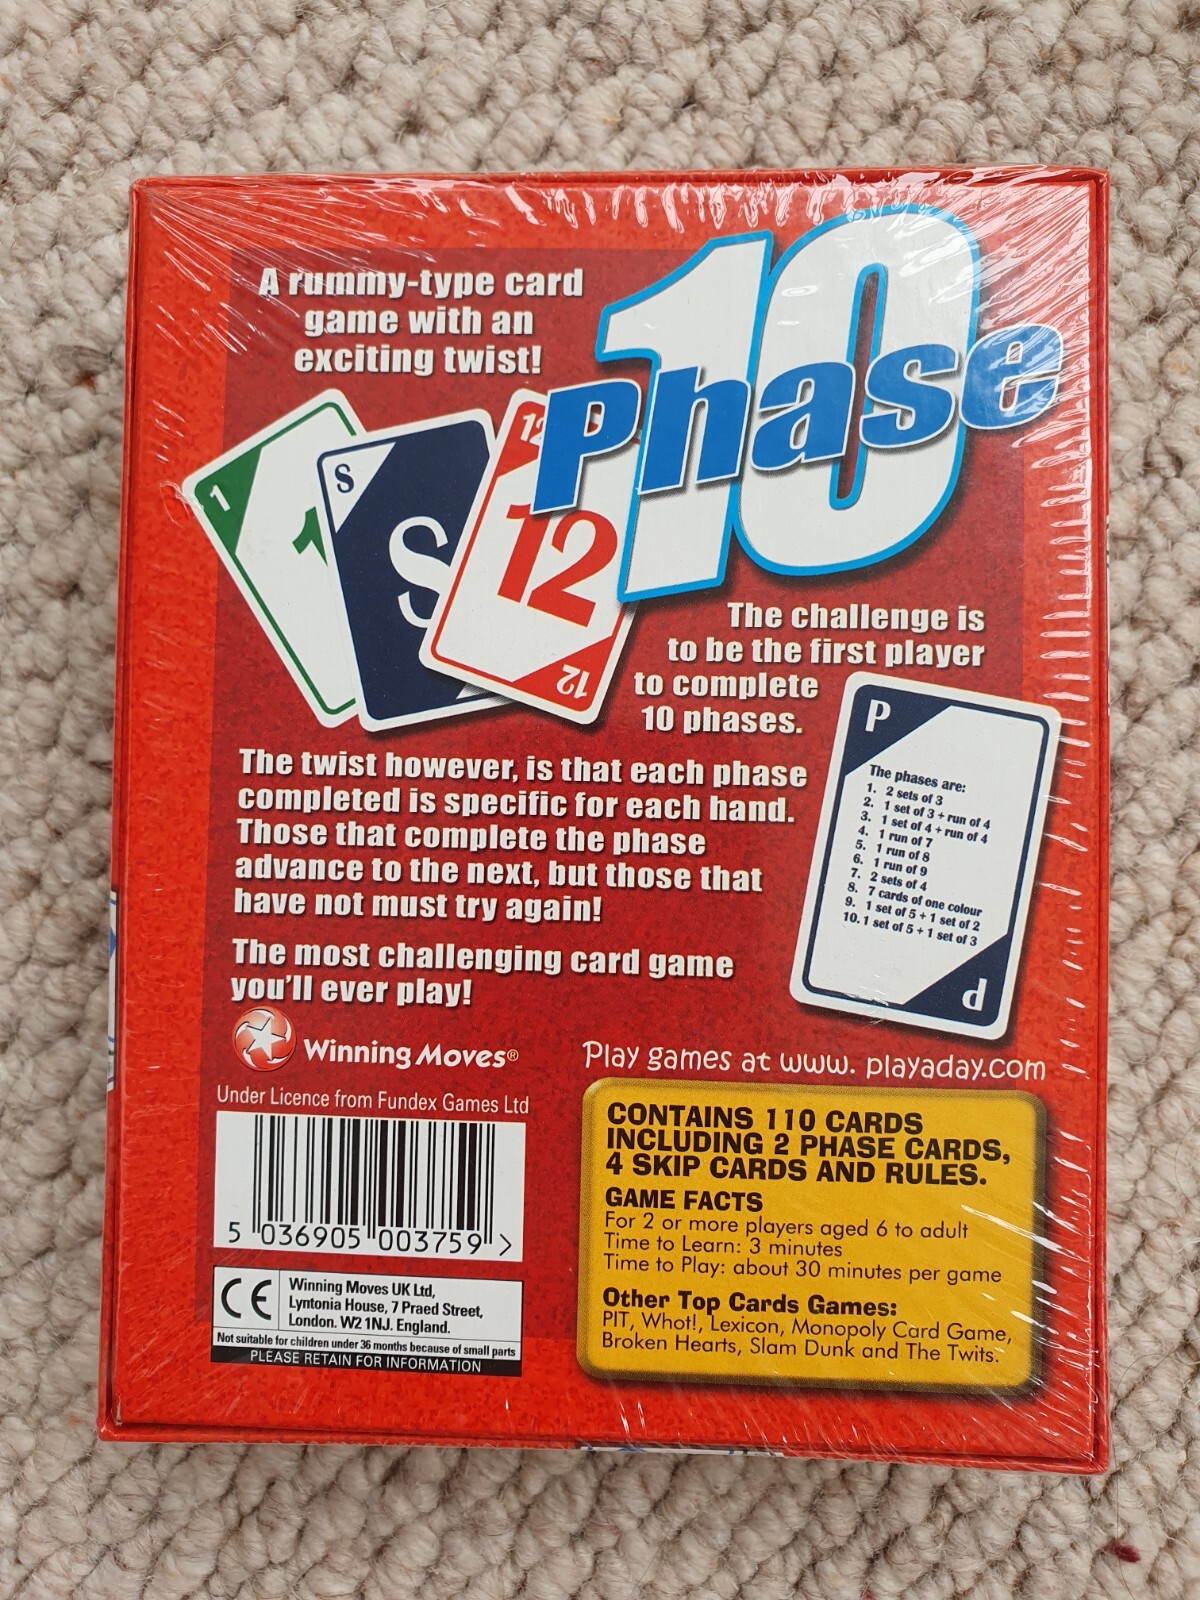 A rummy-type card
game with an
exciting twist!
10
Phase
1
1
S
S
12
12
12
The challenge is
to be the first player
to complete
10 phases.
The twist however, is that each phase
completed is specific for each hand.
Those that complete the phase
advance to the next, but those that
have not must try again!
The most challenging card game
you'll ever play!
P
The phases are:
1. 2 sets of 3
2. 1 set of 3 + run of 4
3. 1 set of 4 + run of 4
4. 1 run of 7
5. 1 run of 8
6. 1 run of 9
7. 2 sets of 4
8. 7 cards of one colour
9. 1 set of 5 + 1 set of 2
10. 1 set of 5 + 1 set of 3
P
Winning Moves®
Under Licence from Fundex Games Ltd
5 036905 003759 >
CE
Winning Moves UK Ltd,
Lyntonia House, 7 Praed Street,
London. W2 1NJ. England.
Not suitable for children under 36 months because of small parts
PLEASE RETAIN FOR INFORMATION
Play games at www. playaday.com
CONTAINS 110 CARDS
INCLUDING 2 PHASE CARDS,
4 SKIP CARDS AND RULES.
GAME FACTS
For 2 or more players aged 6 to adult
Time to Learn: 3 minutes
Time to Play: about 30 minutes per game
Other Top Cards Games:
PIT, Whot!, Lexicon, Monopoly Card Game,
Broken Hearts, Slam Dunk and The Twits.